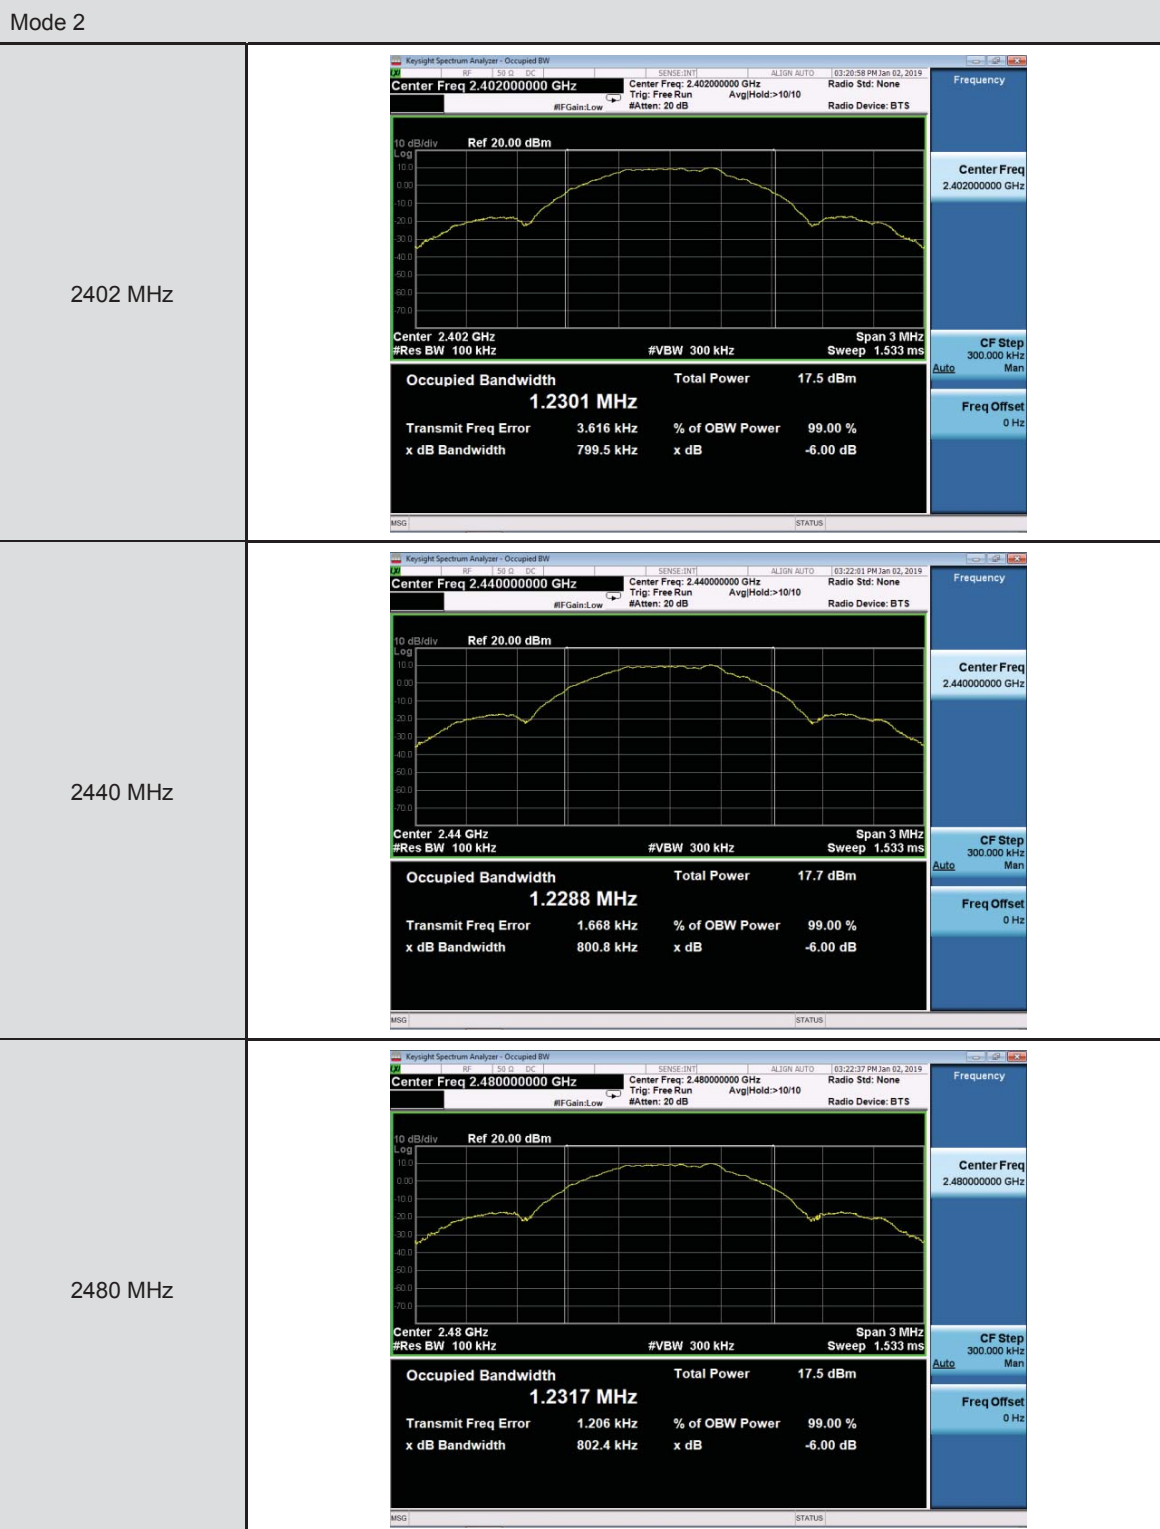 Mode 2
2402 MHz
Keysight Spectrum Analyzer - Occupied BW
RF 50 Ω DC SENSE:INT ALIGN AUTO 03:20:58 PM Jan 02, 2019
Center Freq 2.402000000 GHz
Center Freq: 2.402000000 GHz Radio Std: None
Trig: Free Run Avg|Hold:>10/10
#IFGain:Low #Atten: 20 dB Radio Device: BTS
10 dB/div Ref 20.00 dBm
Log
10.0
0.00
-10.0
-20.0
-30.0
-40.0
-50.0
-60.0
-70.0
Center 2.402 GHz Span 3 MHz
#Res BW 100 kHz #VBW 300 kHz Sweep 1.533 ms
Occupied Bandwidth Total Power 17.5 dBm
1.2301 MHz
Transmit Freq Error 3.616 kHz % of OBW Power 99.00 %
x dB Bandwidth 799.5 kHz x dB -6.00 dB
MSG STATUS
Frequency
Center Freq
2.402000000 GHz
CF Step
300.000 kHz
Auto Man
Freq Offset
0 Hz
2440 MHz
Keysight Spectrum Analyzer - Occupied BW
RF 50 Ω DC SENSE:INT ALIGN AUTO 03:22:01 PM Jan 02, 2019
Center Freq 2.440000000 GHz
Center Freq: 2.440000000 GHz Radio Std: None
Trig: Free Run Avg|Hold:>10/10
#IFGain:Low #Atten: 20 dB Radio Device: BTS
10 dB/div Ref 20.00 dBm
Log
10.0
0.00
-10.0
-20.0
-30.0
-40.0
-50.0
-60.0
-70.0
Center 2.44 GHz Span 3 MHz
#Res BW 100 kHz #VBW 300 kHz Sweep 1.533 ms
Occupied Bandwidth Total Power 17.7 dBm
1.2288 MHz
Transmit Freq Error 1.668 kHz % of OBW Power 99.00 %
x dB Bandwidth 800.8 kHz x dB -6.00 dB
MSG STATUS
Frequency
Center Freq
2.440000000 GHz
CF Step
300.000 kHz
Auto Man
Freq Offset
0 Hz
2480 MHz
Keysight Spectrum Analyzer - Occupied BW
RF 50 Ω DC SENSE:INT ALIGN AUTO 03:22:37 PM Jan 02, 2019
Center Freq 2.480000000 GHz
Center Freq: 2.480000000 GHz Radio Std: None
Trig: Free Run Avg|Hold:>10/10
#IFGain:Low #Atten: 20 dB Radio Device: BTS
10 dB/div Ref 20.00 dBm
Log
10.0
0.00
-10.0
-20.0
-30.0
-40.0
-50.0
-60.0
-70.0
Center 2.48 GHz Span 3 MHz
#Res BW 100 kHz #VBW 300 kHz Sweep 1.533 ms
Occupied Bandwidth Total Power 17.5 dBm
1.2317 MHz
Transmit Freq Error 1.206 kHz % of OBW Power 99.00 %
x dB Bandwidth 802.4 kHz x dB -6.00 dB
MSG STATUS
Frequency
Center Freq
2.480000000 GHz
CF Step
300.000 kHz
Auto Man
Freq Offset
0 Hz